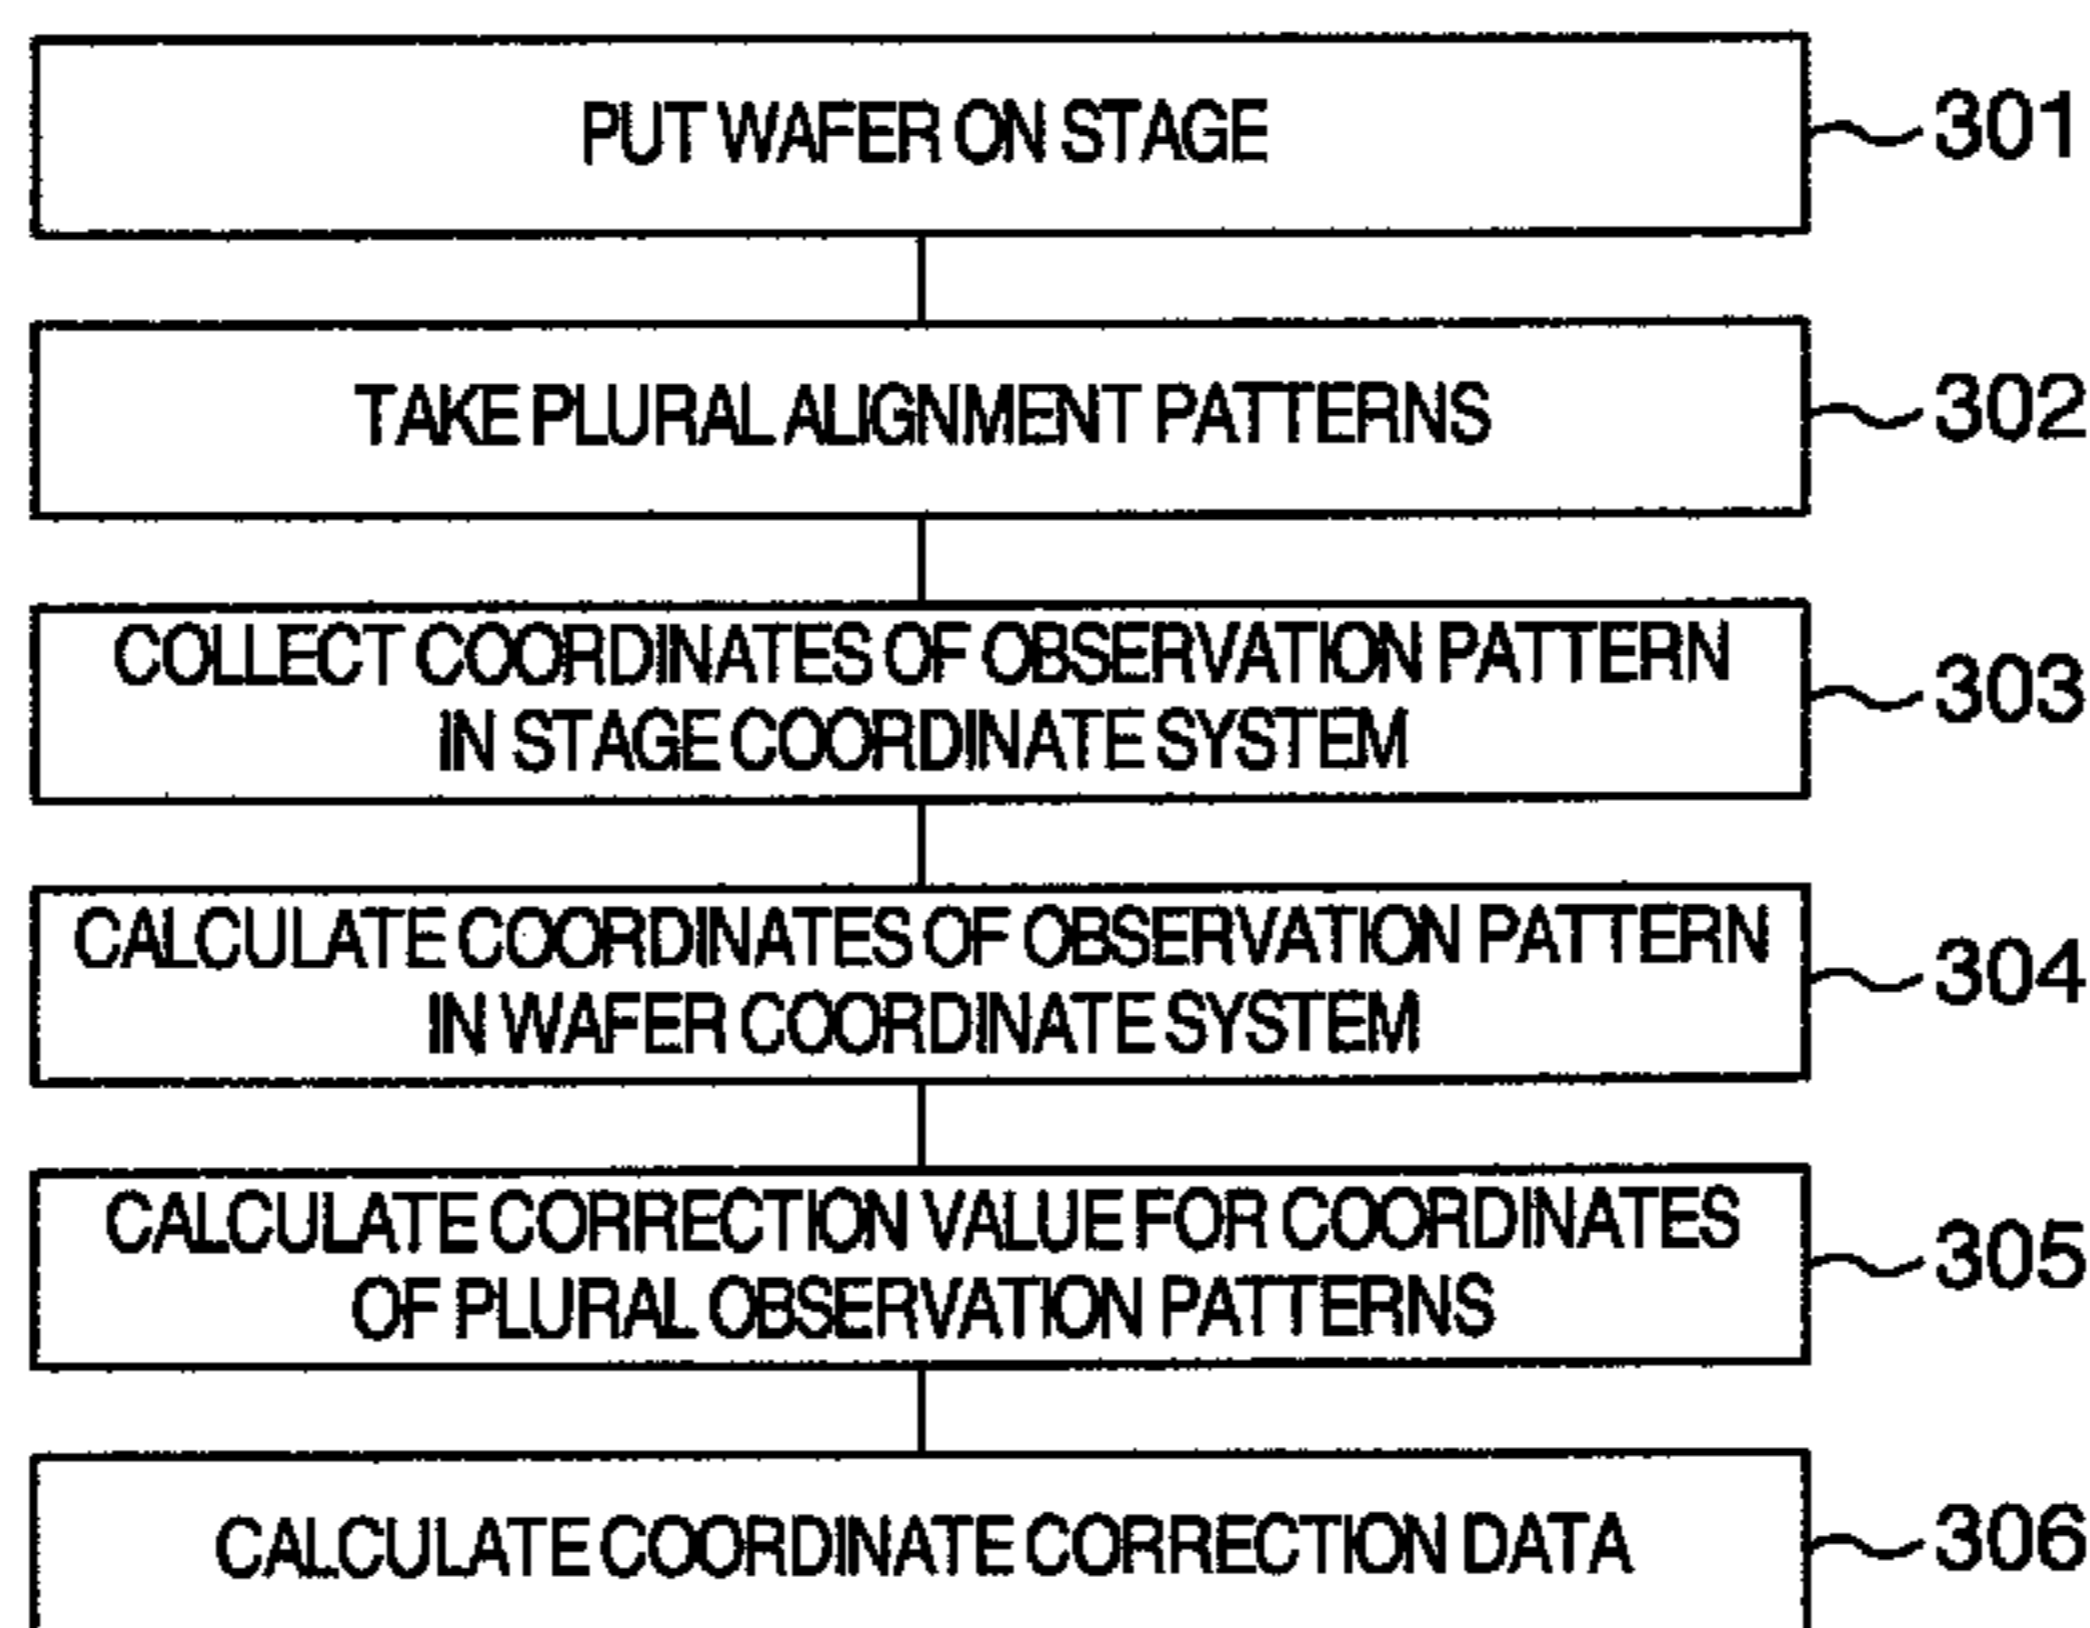 PUT WAFER ON STAGE
301
TAKE PLURAL ALIGNMENT PATTERNS
302
COLLECT COORDINATES OF OBSERVATION PATTERN
IN STAGE COORDINATE SYSTEM
303
CALCULATE COORDINATES OF OBSERVATION PATTERN
IN WAFER COORDINATE SYSTEM
304
CALCULATE CORRECTION VALUE FOR COORDINATES
OF PLURAL OBSERVATION PATTERNS
305
CALCULATE COORDINATE CORRECTION DATA
306